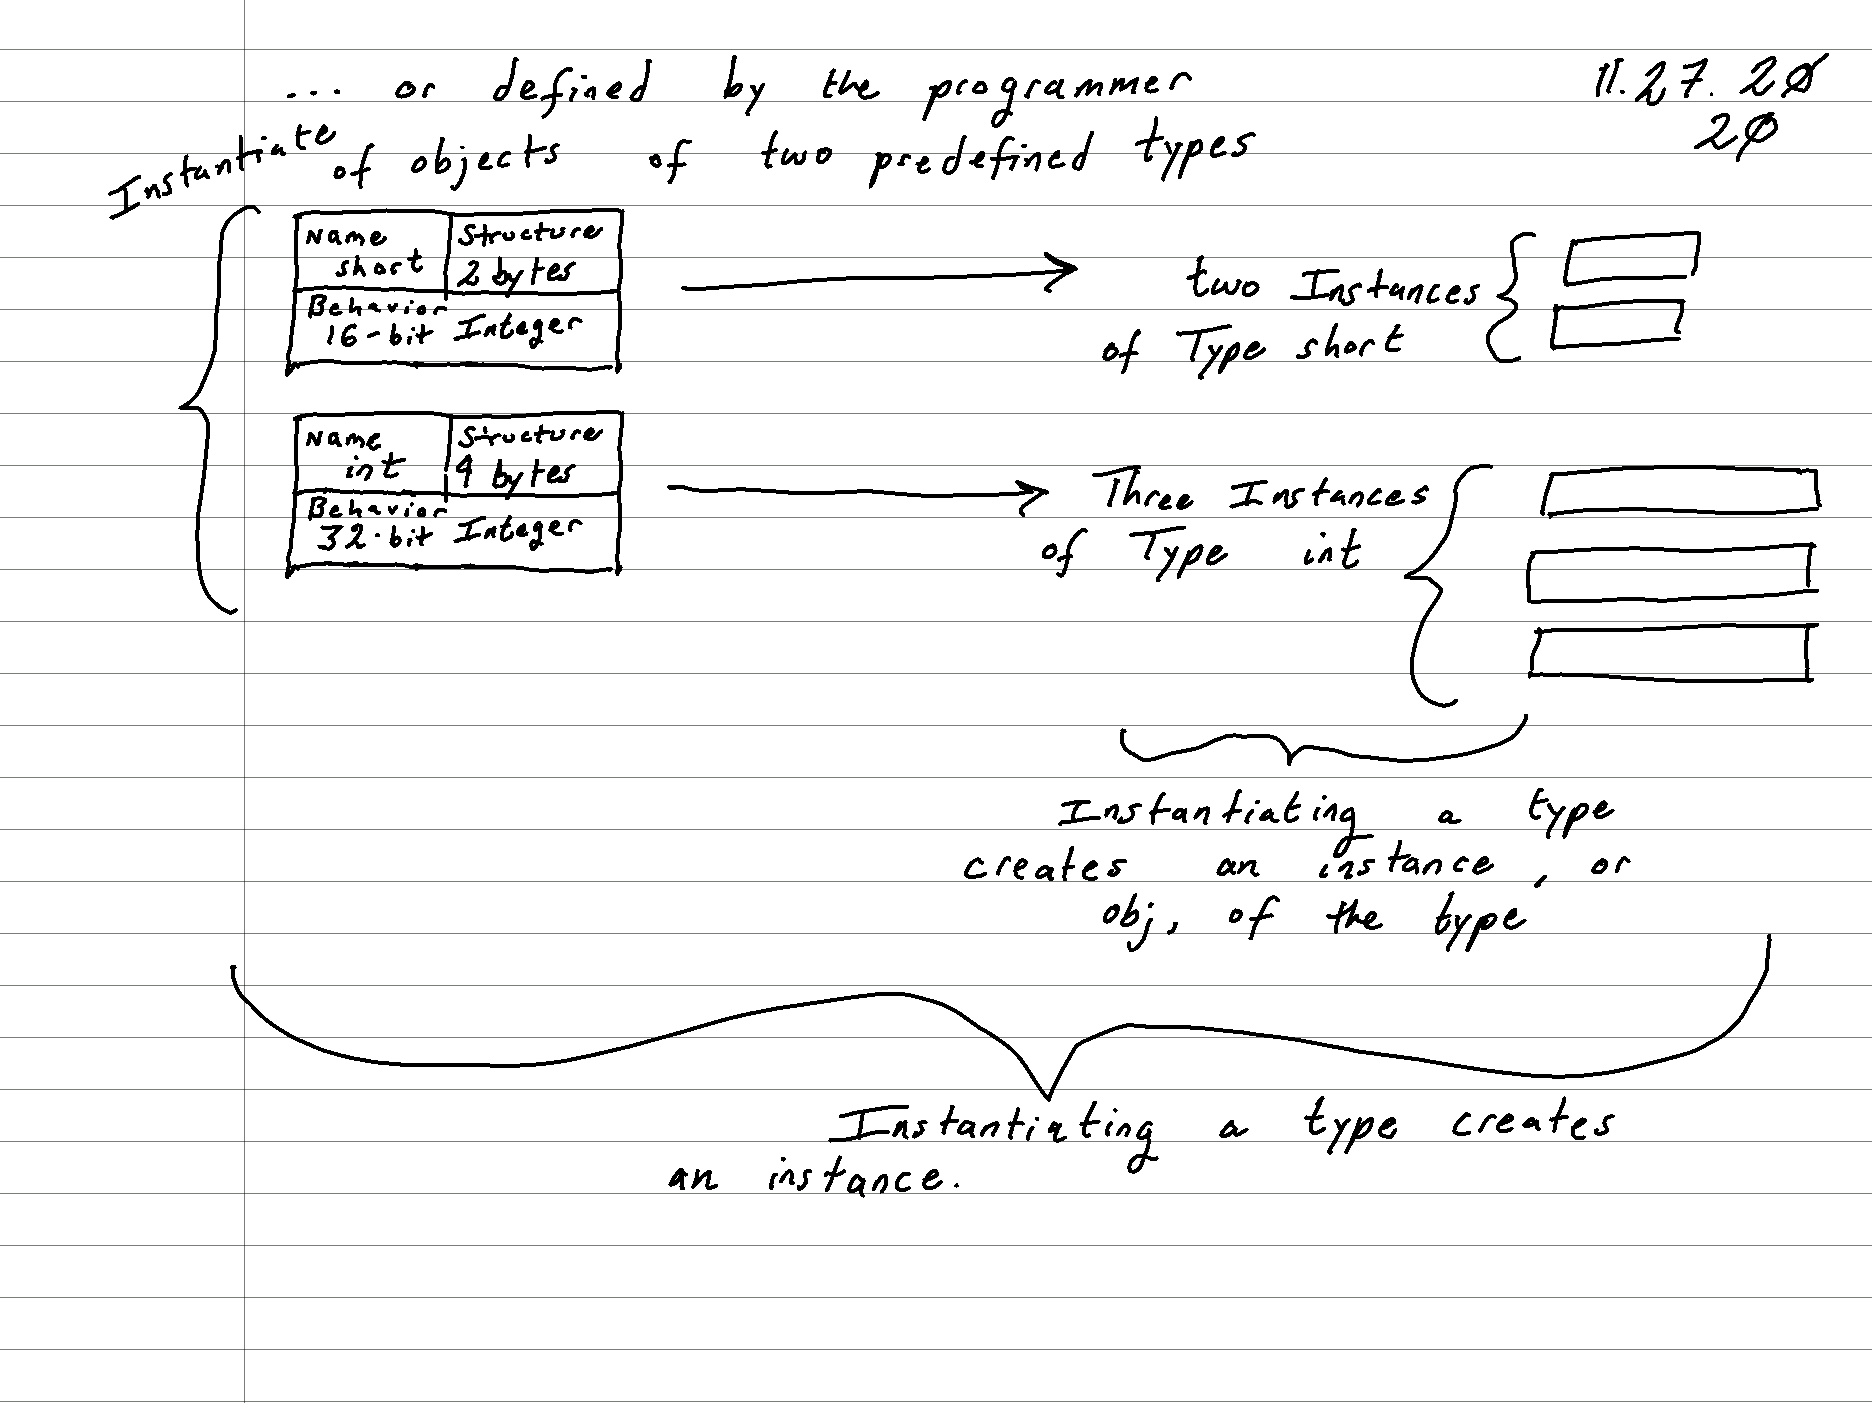 ... or defined by the programmer
11.27.20
20
Instantiate of objects of two predefined types
Name
short
Structure
2 bytes
Behavior
16-bit Integer
two Instances
of Type short
Name
int
Structure
4 bytes
Behavior
32-bit Integer
Three Instances
of Type int
Instantiating a type
creates an instance, or
obj, of the type
Instantiating a type creates
an instance.